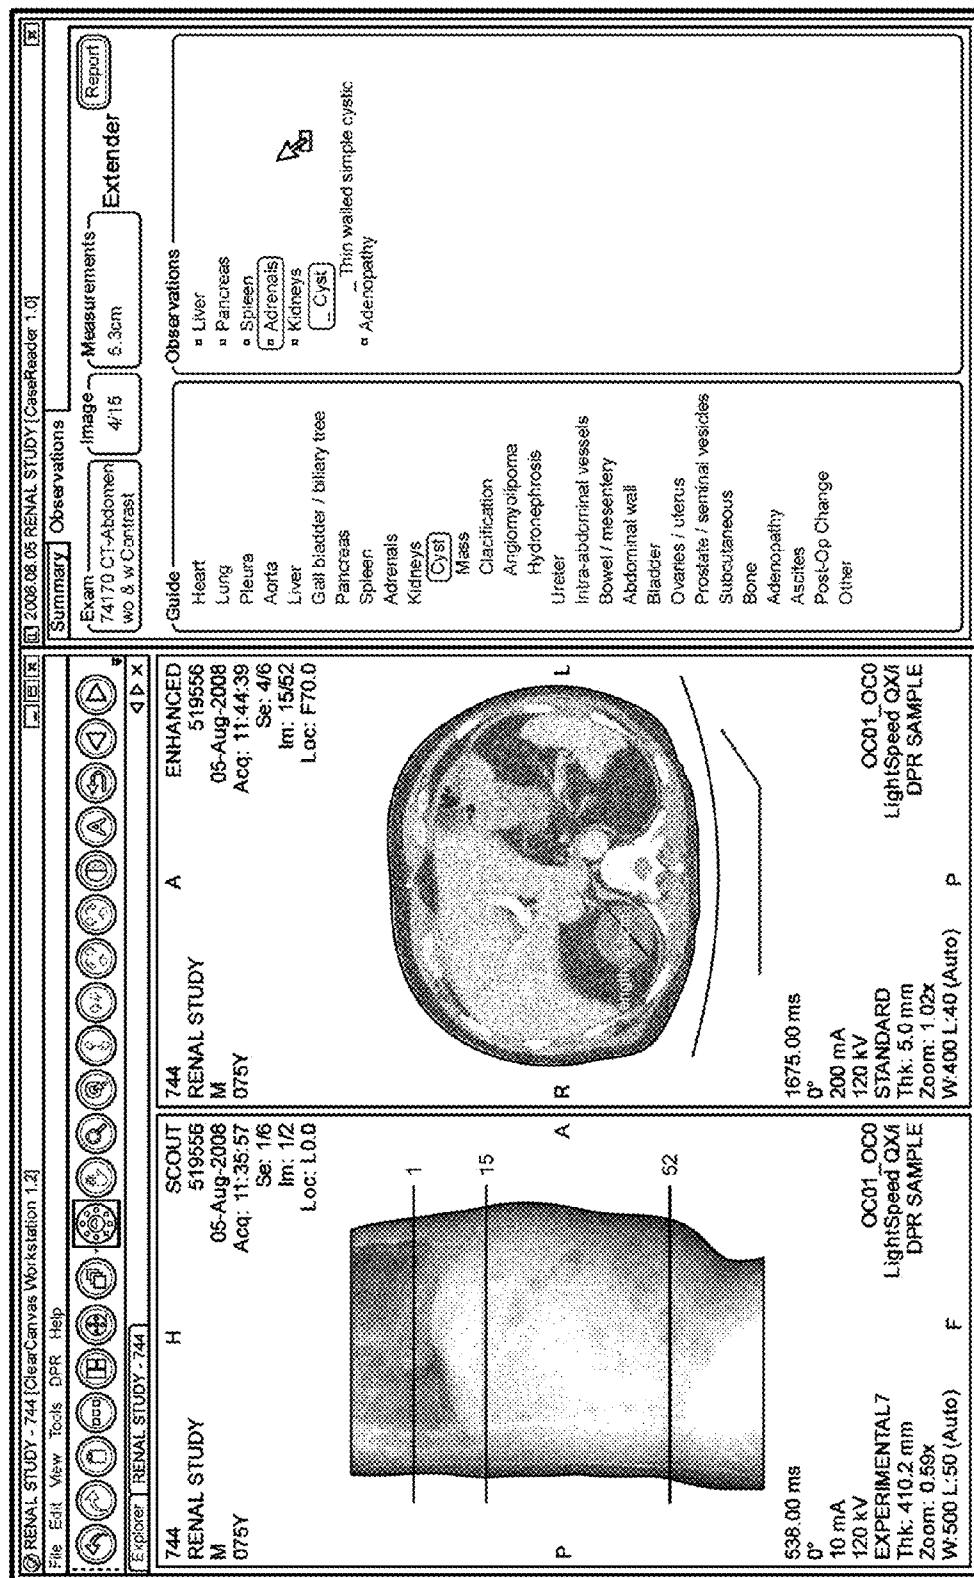 RENAL STUDY - 744 [ClearCanvas Workstation 1.2]
File Edit View Tools DPR Help
Explorer RENAL STUDY - 744
744
RENAL STUDY
M
075Y
H
SCOUT
519556
05-Aug-2008
Acq: 11:35:57
Se: 1/6
Im: 1/2
Loc: L0.0
P
A
1
15
52
538.00 ms
0°
10 mA
120 kV
EXPERIMENTAL7
Thk: 410.2 mm
Zoom: 0.59x
W:500 L:50 (Auto)
F
OC01_OC0
LightSpeed QX/i
DPR SAMPLE
744
RENAL STUDY
M
075Y
A
ENHANCED
519556
05-Aug-2008
Acq: 11:44:39
Se: 4/6
Im: 15/52
Loc: F70.0
R
L
1675.00 ms
0°
200 mA
120 kV
STANDARD
Thk: 5.0 mm
Zoom: 1.02x
W:400 L:40 (Auto)
P
OC01_OC0
LightSpeed QX/i
DPR SAMPLE
2008.08.05 RENAL STUDY [CaseReader 1.0]
Summary Observations
Exam
74170 CT-Abdomen
wo & w Contrast
Image
4/15
Measurements
5.3cm
Extender
Report
Guide
Heart
Lung
Pleura
Aorta
Liver
Gall bladder / biliary tree
Pancreas
Spleen
Adrenals
Kidneys
Cyst
Mass
Clacification
Angiomyolipoma
Hydronephrosis
Ureter
Intra-abdominal vessels
Bowel / mesentery
Abdominal wall
Bladder
Ovaries / uterus
Prostate / seminal vesicles
Subcutaneous
Bone
Adenopathy
Ascites
Post-Op Change
Other
Observations
Liver
Pancreas
Spleen
Adrenals
Kidneys
_ Cyst
_Thin walled simple cystic
Adenopathy